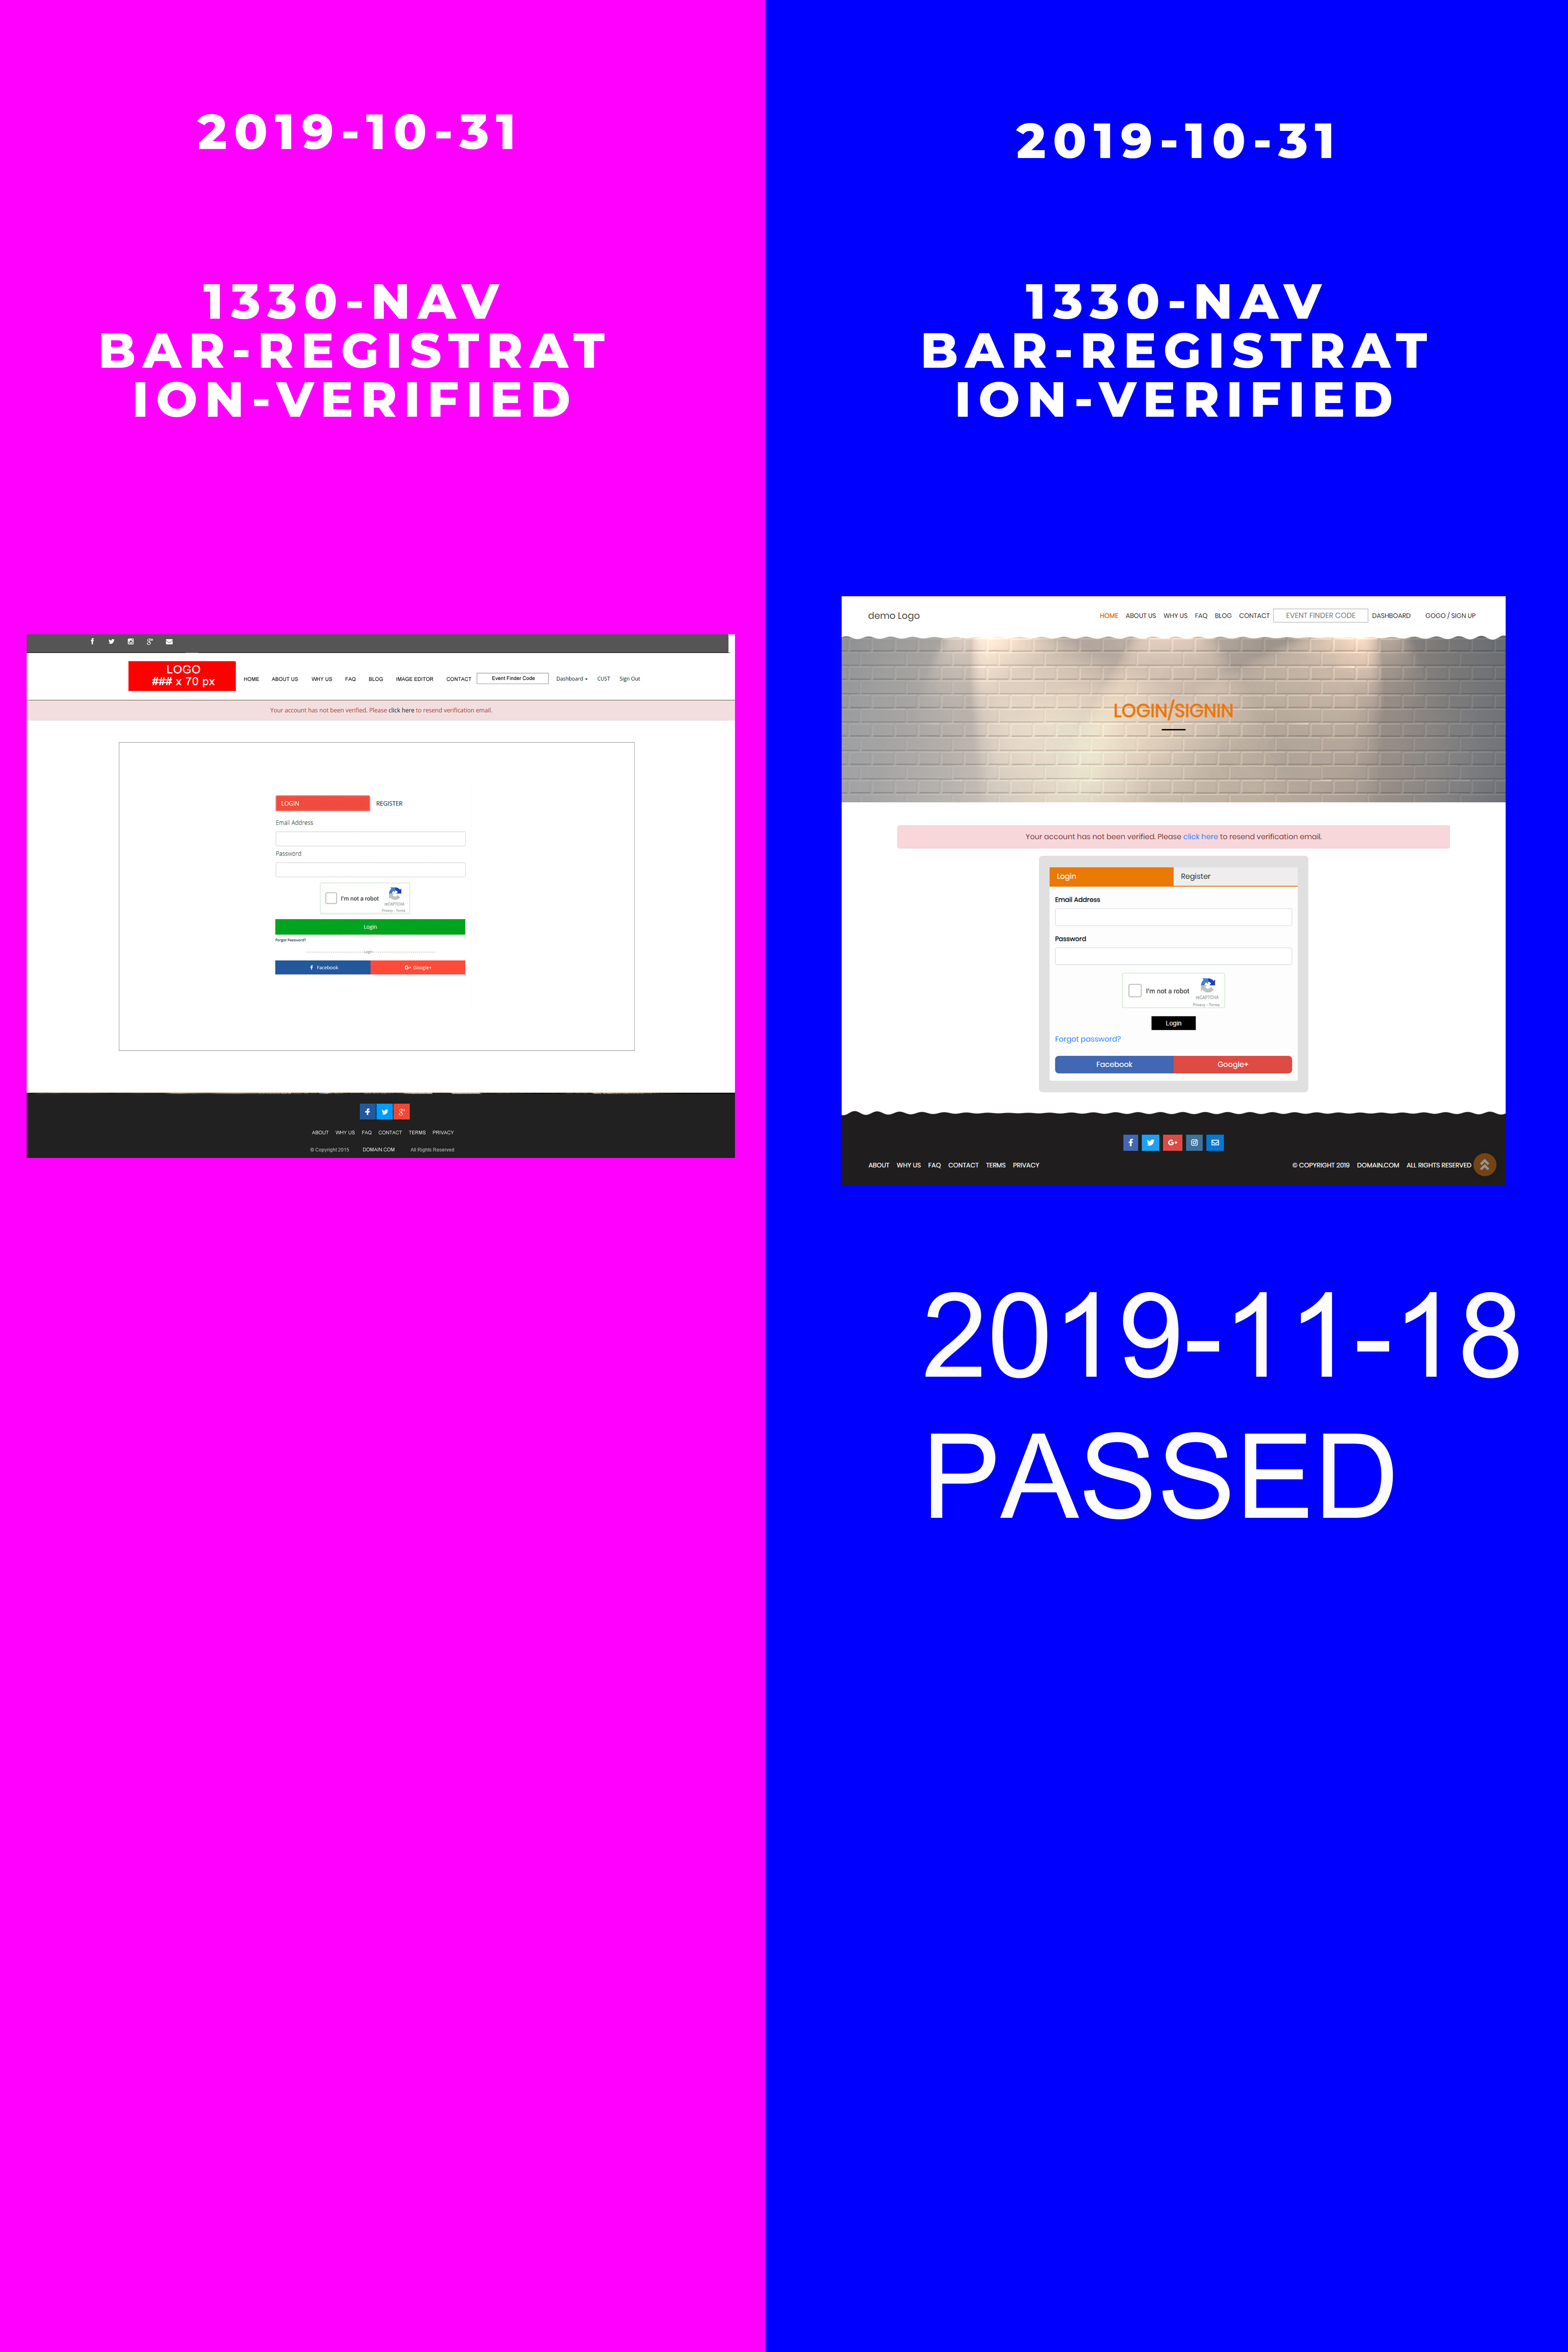 2019-10-31
1330-NAV
BAR-REGISTRAT
ION-VERIFIED
LOGO
### x 70 px
HOME ABOUT US WHY US FAQ BLOG IMAGE EDITOR CONTACT Event Finder Code Dashboard CUST Sign Out
Your account has not been verified. Please click here to resend verification email.
LOGIN REGISTER
Email Address
Password
I'm not a robot
reCAPTCHA
Privacy - Terms
Login
Forgot Password?
Login
Facebook Google+
ABOUT WHY US FAQ CONTACT TERMS PRIVACY
© Copyright 2015 DOMAIN.COM All Rights Reserved
2019-10-31
1330-NAV
BAR-REGISTRAT
ION-VERIFIED
demo Logo HOME ABOUT US WHY US FAQ BLOG CONTACT EVENT FINDER CODE DASHBOARD GOGO / SIGN UP
LOGIN/SIGNIN
Your account has not been verified. Please click here to resend verification email.
Login Register
Email Address
Password
I'm not a robot
reCAPTCHA
Privacy - Terms
Login
Forgot password?
Facebook Google+
ABOUT WHY US FAQ CONTACT TERMS PRIVACY © COPYRIGHT 2019 DOMAIN.COM ALL RIGHTS RESERVED
2019-11-18
PASSED